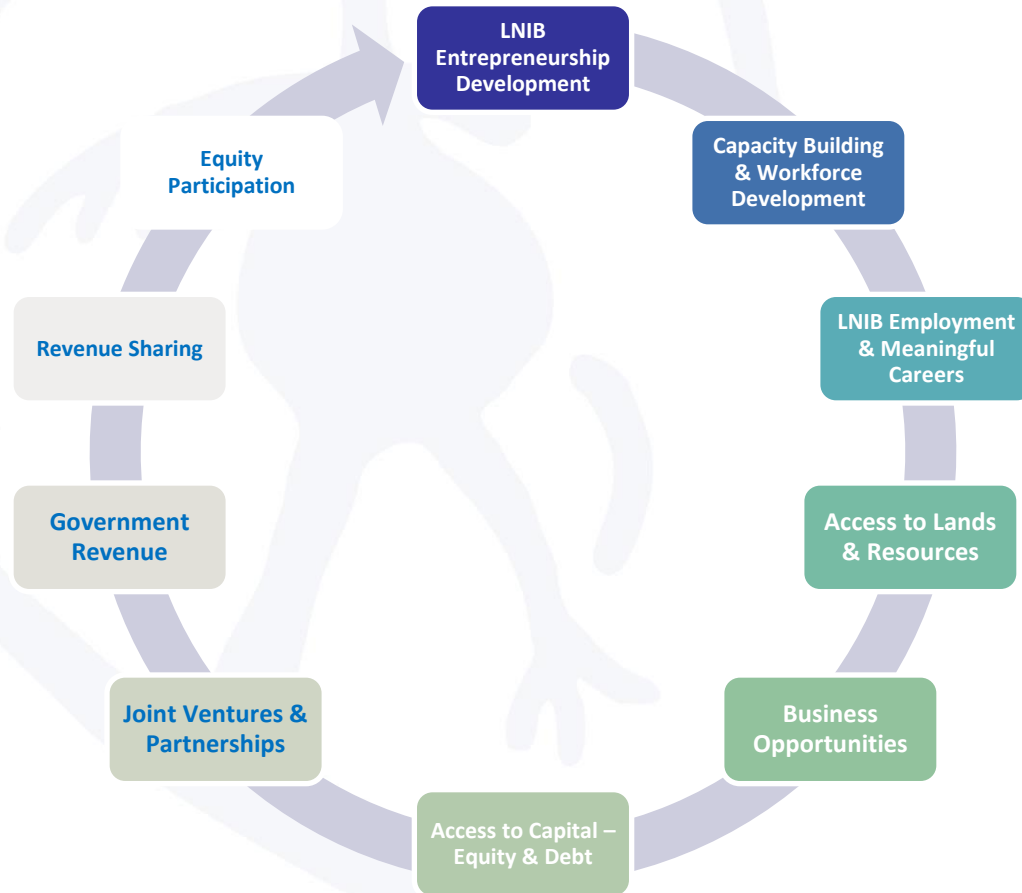 LNIB
Entrepreneurship
Development
Capacity Building
& Workforce
Development
LNIB Employment
& Meaningful
Careers
Access to Lands
& Resources
Business
Opportunities
Access to Capital –
Equity & Debt
Joint Ventures &
Partnerships
Government
Revenue
Revenue Sharing
Equity
Participation